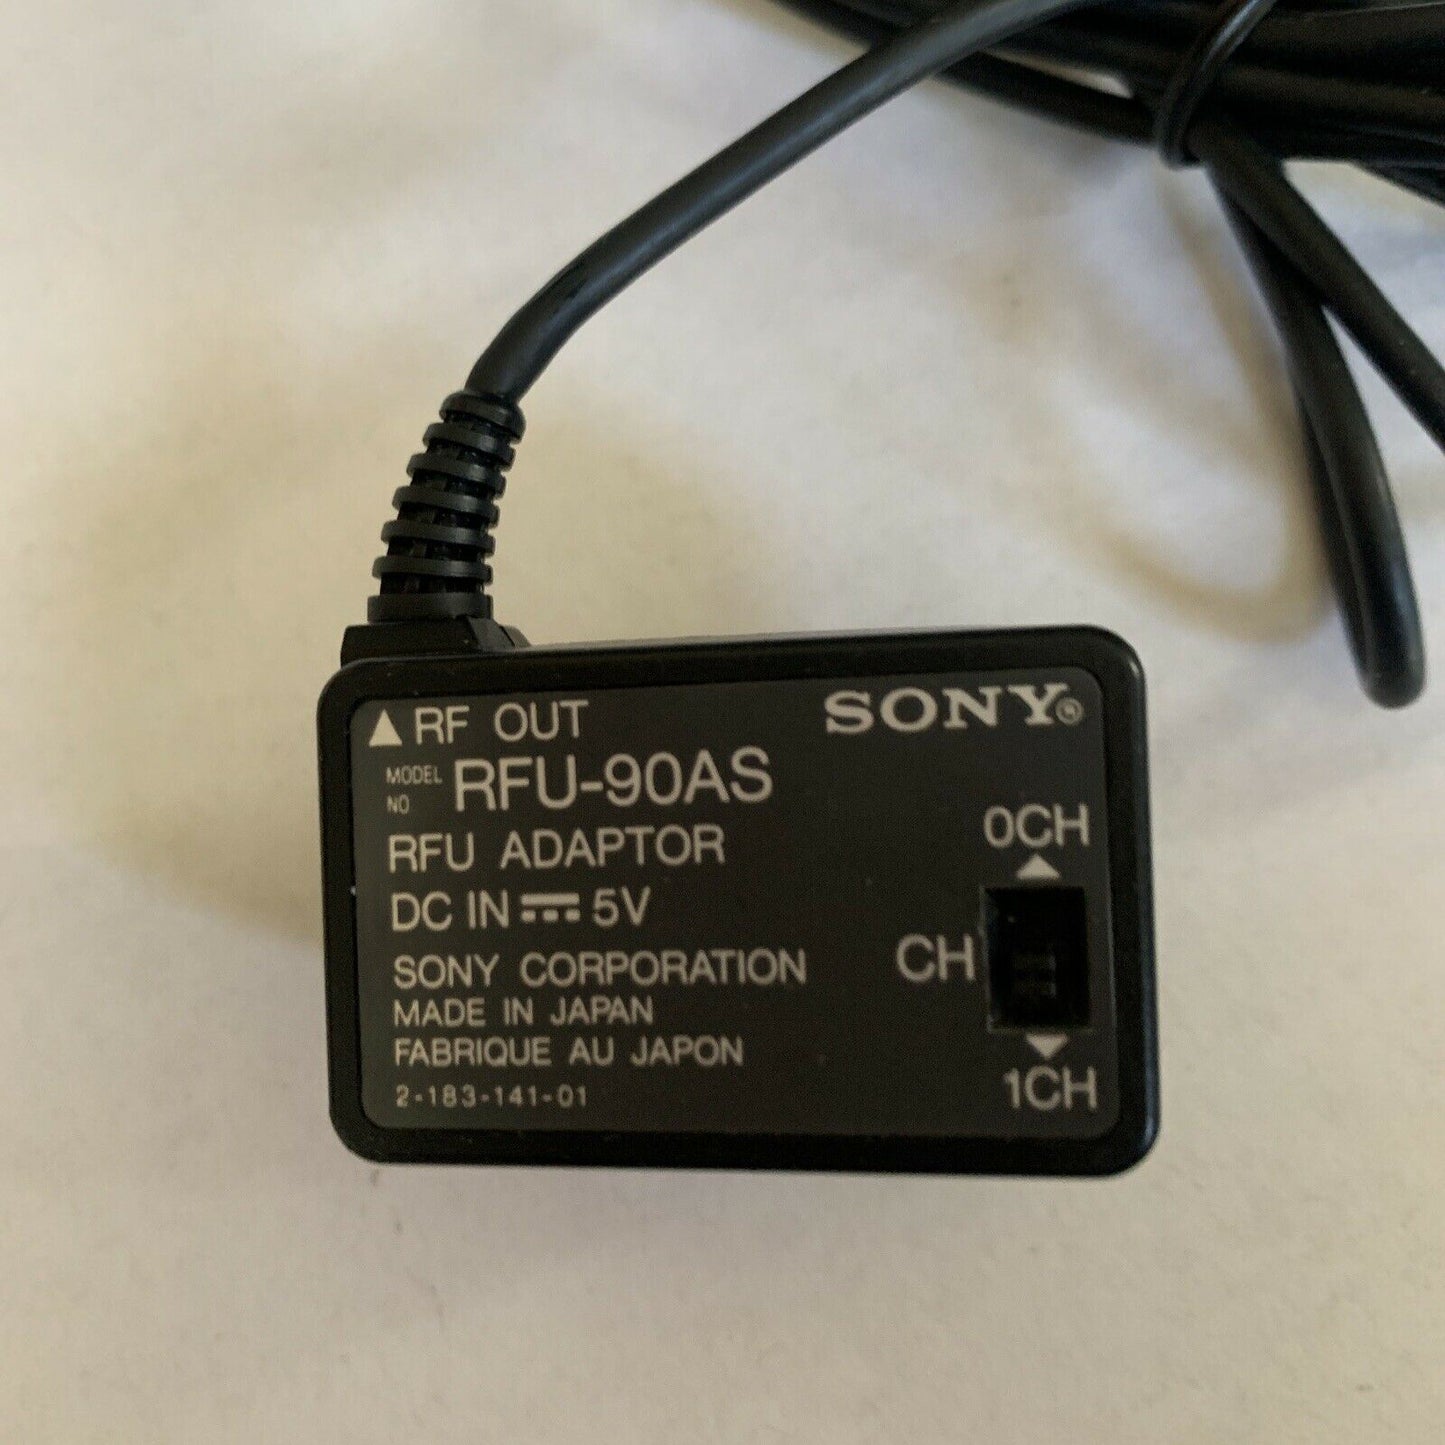 ▲ RF OUT
SONY®
MODEL NO RFU-90AS
RFU ADAPTOR
DC IN ⎓ 5V
SONY CORPORATION
MADE IN JAPAN
FABRIQUE AU JAPON
2-183-141-01
0CH
▲
CH
▼
1CH